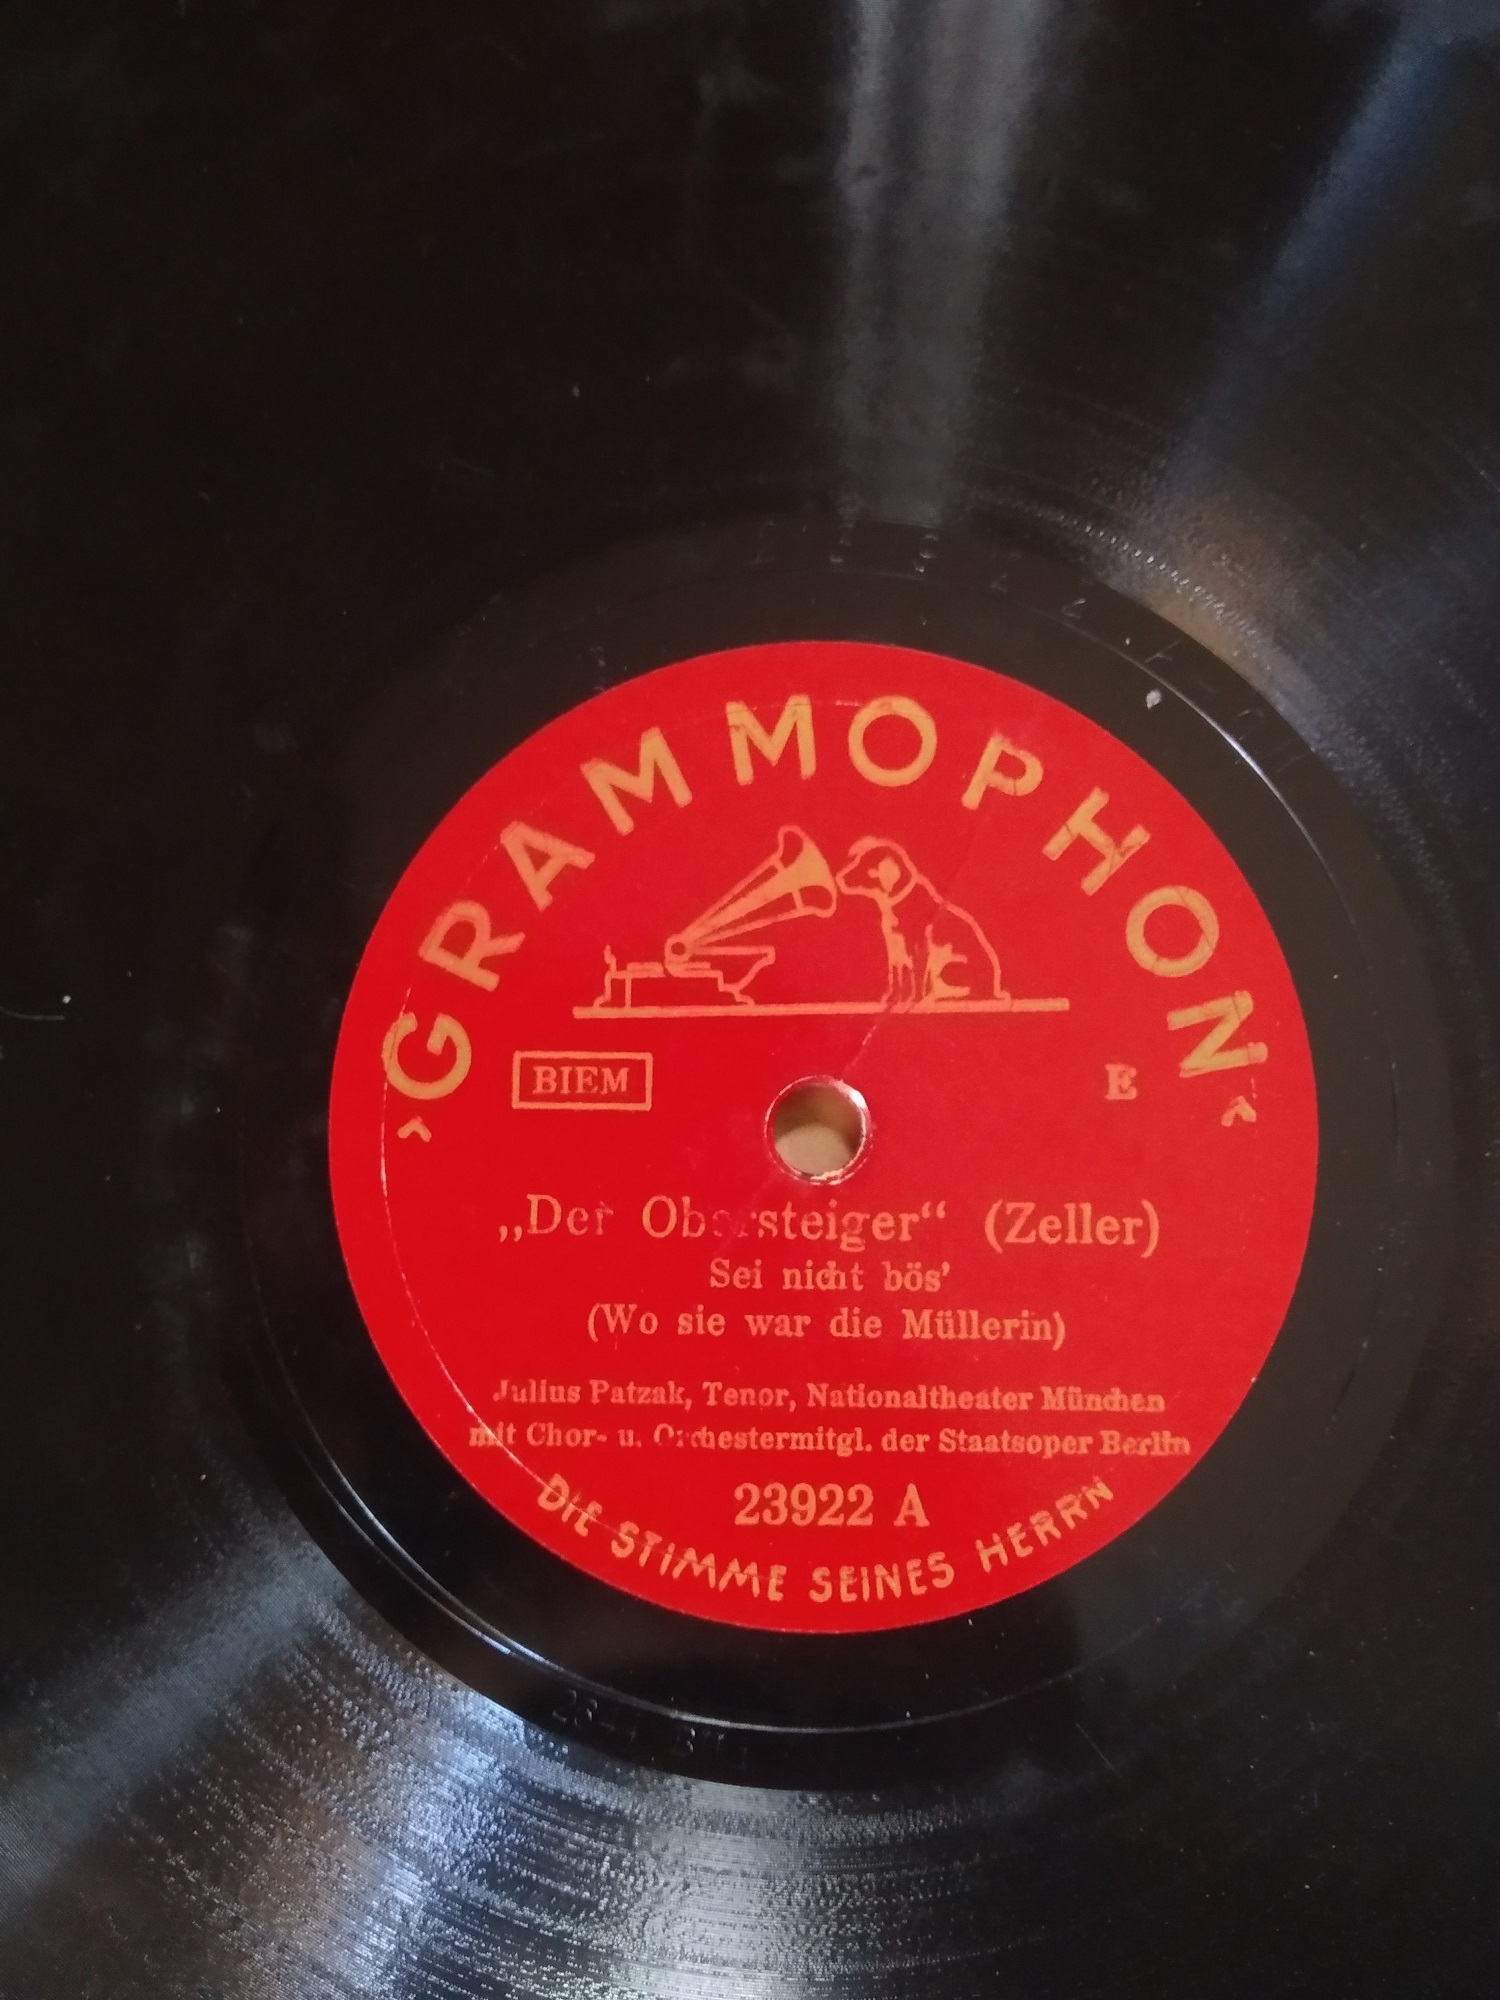 ›GRAMMOPHON‹
BIEM
E
„Der Obersteiger“ (Zeller)
Sei nicht bös’
(Wo sie war die Müllerin)
Julius Patzak, Tenor, Nationaltheater München
mit Chor- u. Orchestermitgl. der Staatsoper Berlin
23922 A
DIE STIMME SEINES HERRN